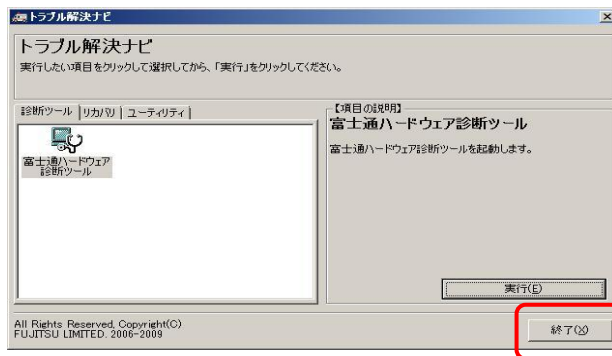 トラブル解決ナビ
トラブル解決ナビ
実行したい項目をクリックして選択してから、「実行」をクリックしてください。
診断ツール
リカバリ
ユーティリティ
富士通ハードウェア
診断ツール
【項目の説明】
富士通ハードウェア診断ツール
富士通ハードウェア診断ツールを起動します。
実行(E)
All Rights Reserved, Copyright(C)
FUJITSU LIMITED. 2006-2009
終了(X)